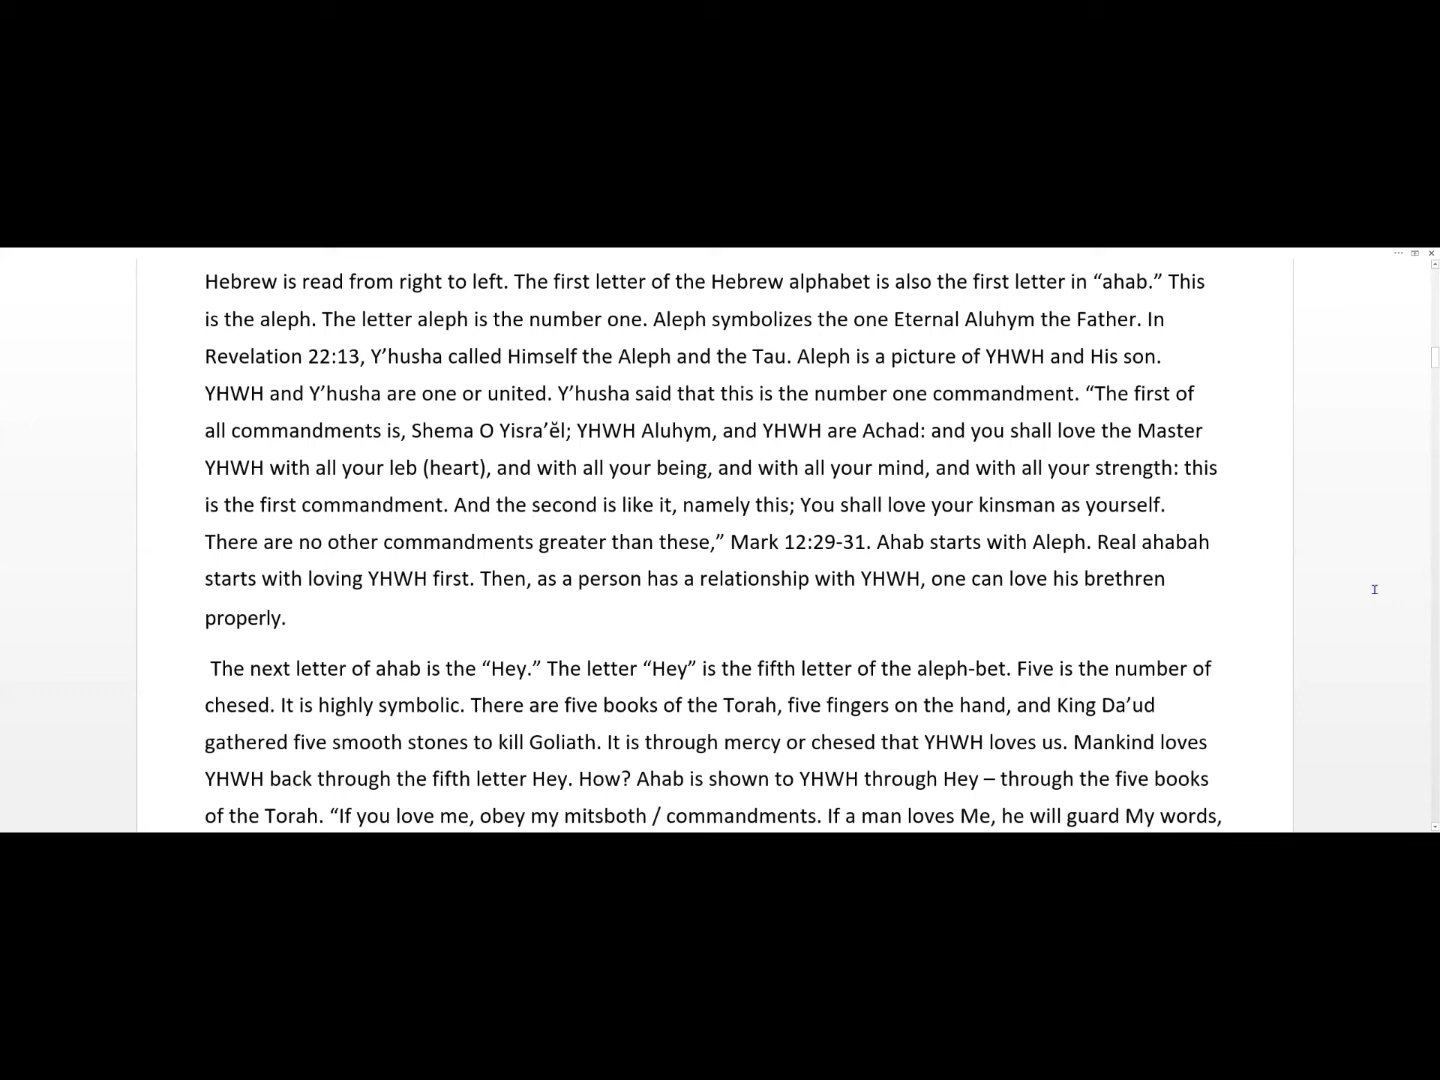 Hebrew is read from right to left. The first letter of the Hebrew alphabet is also the first letter in “ahab.” This
is the aleph. The letter aleph is the number one. Aleph symbolizes the one Eternal Aluhym the Father. In
Revelation 22:13, Y’husha called Himself the Aleph and the Tau. Aleph is a picture of YHWH and His son.
YHWH and Y’husha are one or united. Y’husha said that this is the number one commandment. “The first of
all commandments is, Shema O Yisra’ĕl; YHWH Aluhym, and YHWH are Achad: and you shall love the Master
YHWH with all your leb (heart), and with all your being, and with all your mind, and with all your strength: this
is the first commandment. And the second is like it, namely this; You shall love your kinsman as yourself.
There are no other commandments greater than these,” Mark 12:29-31. Ahab starts with Aleph. Real ahabah
starts with loving YHWH first. Then, as a person has a relationship with YHWH, one can love his brethren
properly.
The next letter of ahab is the “Hey.” The letter “Hey” is the fifth letter of the aleph-bet. Five is the number of
chesed. It is highly symbolic. There are five books of the Torah, five fingers on the hand, and King Da’ud
gathered five smooth stones to kill Goliath. It is through mercy or chesed that YHWH loves us. Mankind loves
YHWH back through the fifth letter Hey. How? Ahab is shown to YHWH through Hey – through the five books
of the Torah. “If you love me, obey my mitsboth / commandments. If a man loves Me, he will guard My words,